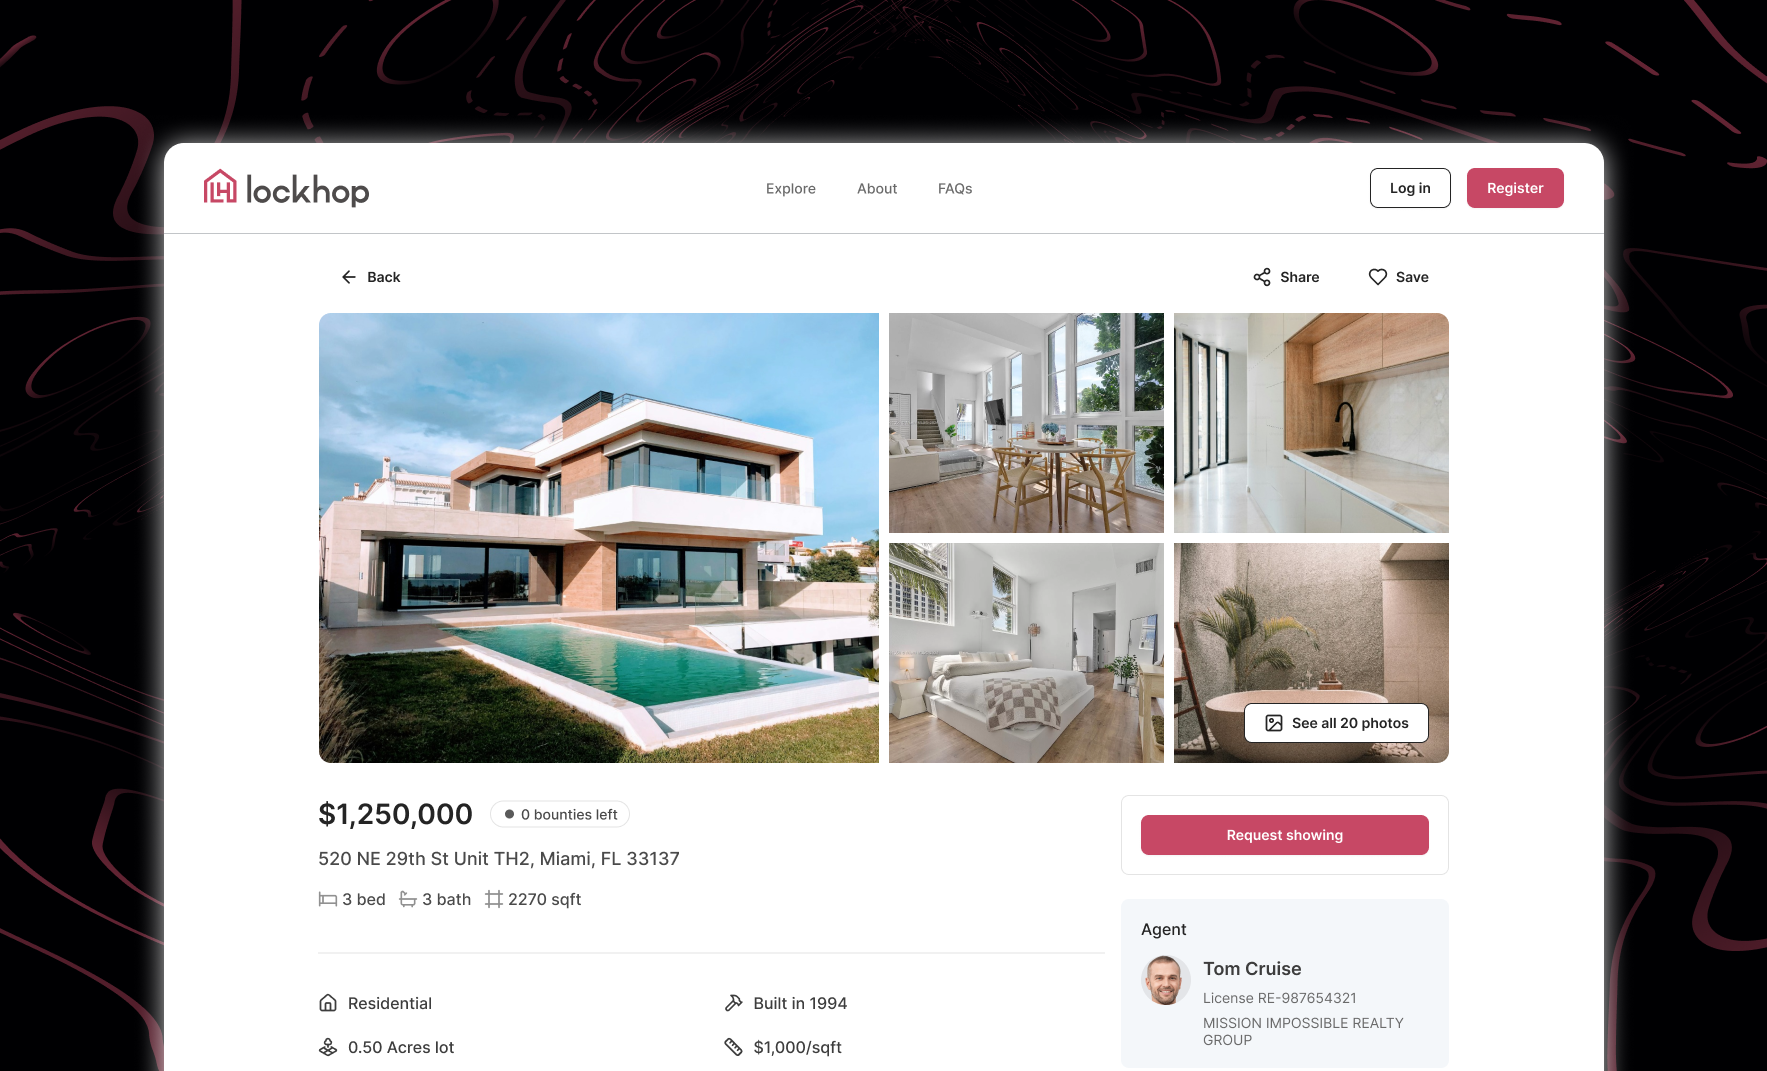 lockhop
Explore
About
FAQs
Log in
Register
Back
Share
Save
See all 20 photos
$1,250,000
0 bounties left
520 NE 29th St Unit TH2, Miami, FL 33137
3 bed
3 bath
2270 sqft
Request showing
Agent
Tom Cruise
License RE-987654321
MISSION IMPOSSIBLE REALTY
GROUP
Residential
Built in 1994
0.50 Acres lot
$1,000/sqft